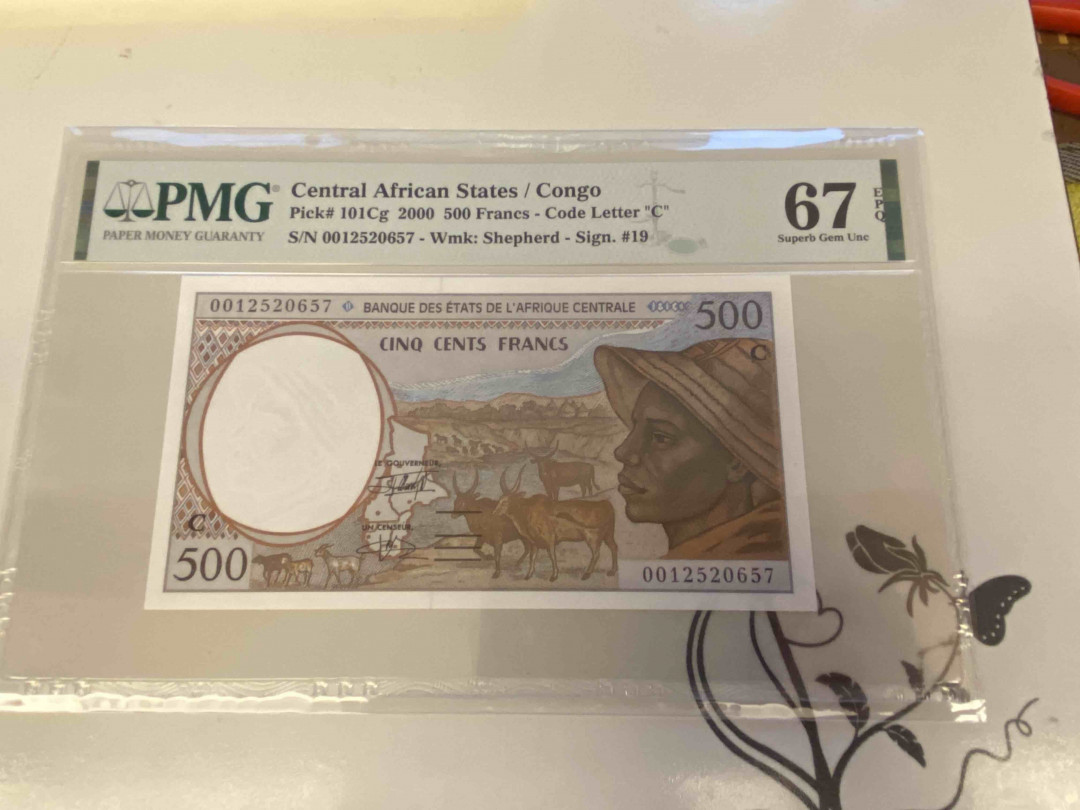 PMG
PAPER MONEY GUARANTY
Central African States / Congo
Pick# 101Cg 2000 500 Francs - Code Letter "C"
S/N 0012520657 - Wmk: Shepherd - Sign. #19
67
Superb Gem Unc
EPQ
0012520657 BANQUE DES ÉTATS DE L'AFRIQUE CENTRALE 500
CINQ CENTS FRANCS
C
LE GOUVERNEUR,
C
UN CENSEUR,
500
0012520657